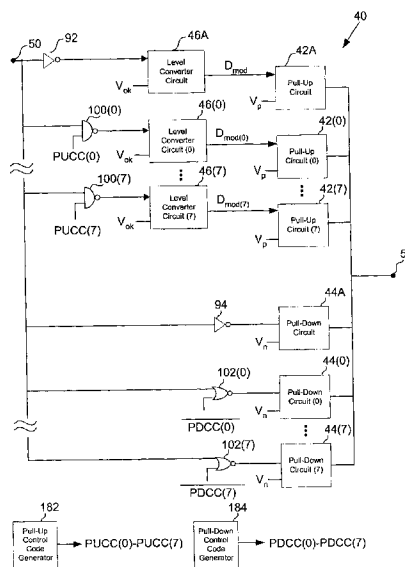 92
50
46A
40
Level
Converter
Circuit
Dmod
42A
Pull-Up
Circuit
Vok
Vp
100(0)
46(0)
42(0)
PUCC(0)
Level
Converter
Circuit (0)
Dmod(0)
Pull-Up
Circuit (0)
Vok
Vp
100(7)
46(7)
42(7)
PUCC(7)
Level
Converter
Circuit (7)
Dmod(7)
Pull-Up
Circuit (7)
Vok
Vp
5
94
44A
Pull-Down
Circuit
Vn
102(0)
44(0)
PDCC(0)
Pull-Down
Circuit (0)
Vn
102(7)
44(7)
PDCC(7)
Pull-Down
Circuit (7)
Vn
182
Pull-Up
Control
Code
Generator
PUCC(0)-PUCC(7)
184
Pull-Down
Control
Code
Generator
PDCC(0)-PDCC(7)